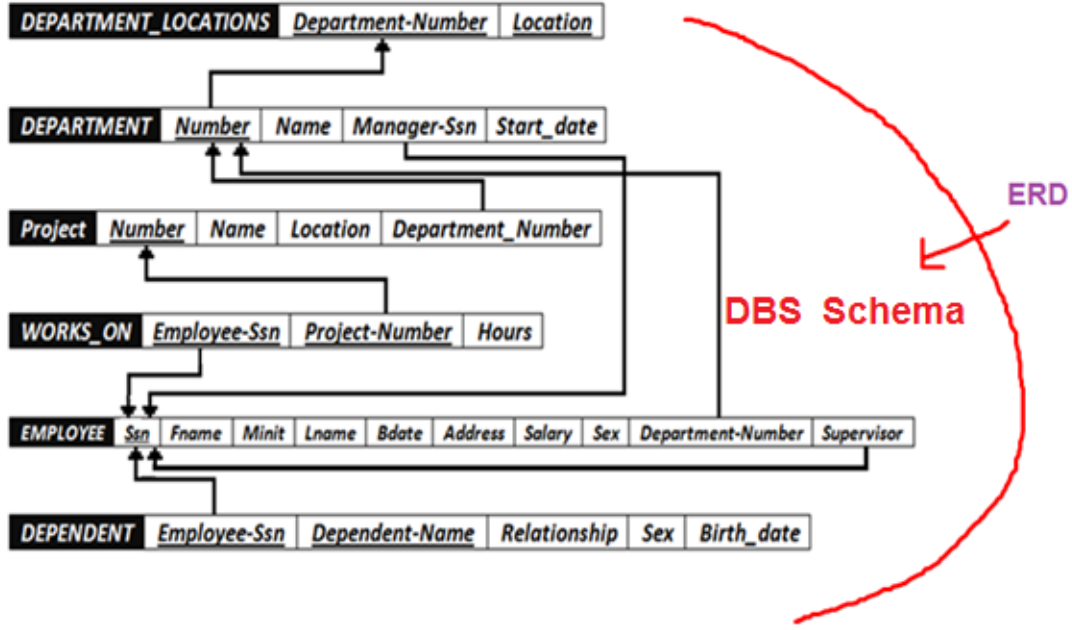 DEPARTMENT_LOCATIONS Department-Number Location
DEPARTMENT Number Name Manager-Ssn Start_date
ERD
Project Number Name Location Department_Number
DBS Schema
WORKS_ON Employee-Ssn Project-Number Hours
EMPLOYEE Ssn Fname Minit Lname Bdate Address Salary Sex Department-Number Supervisor
DEPENDENT Employee-Ssn Dependent-Name Relationship Sex Birth_date